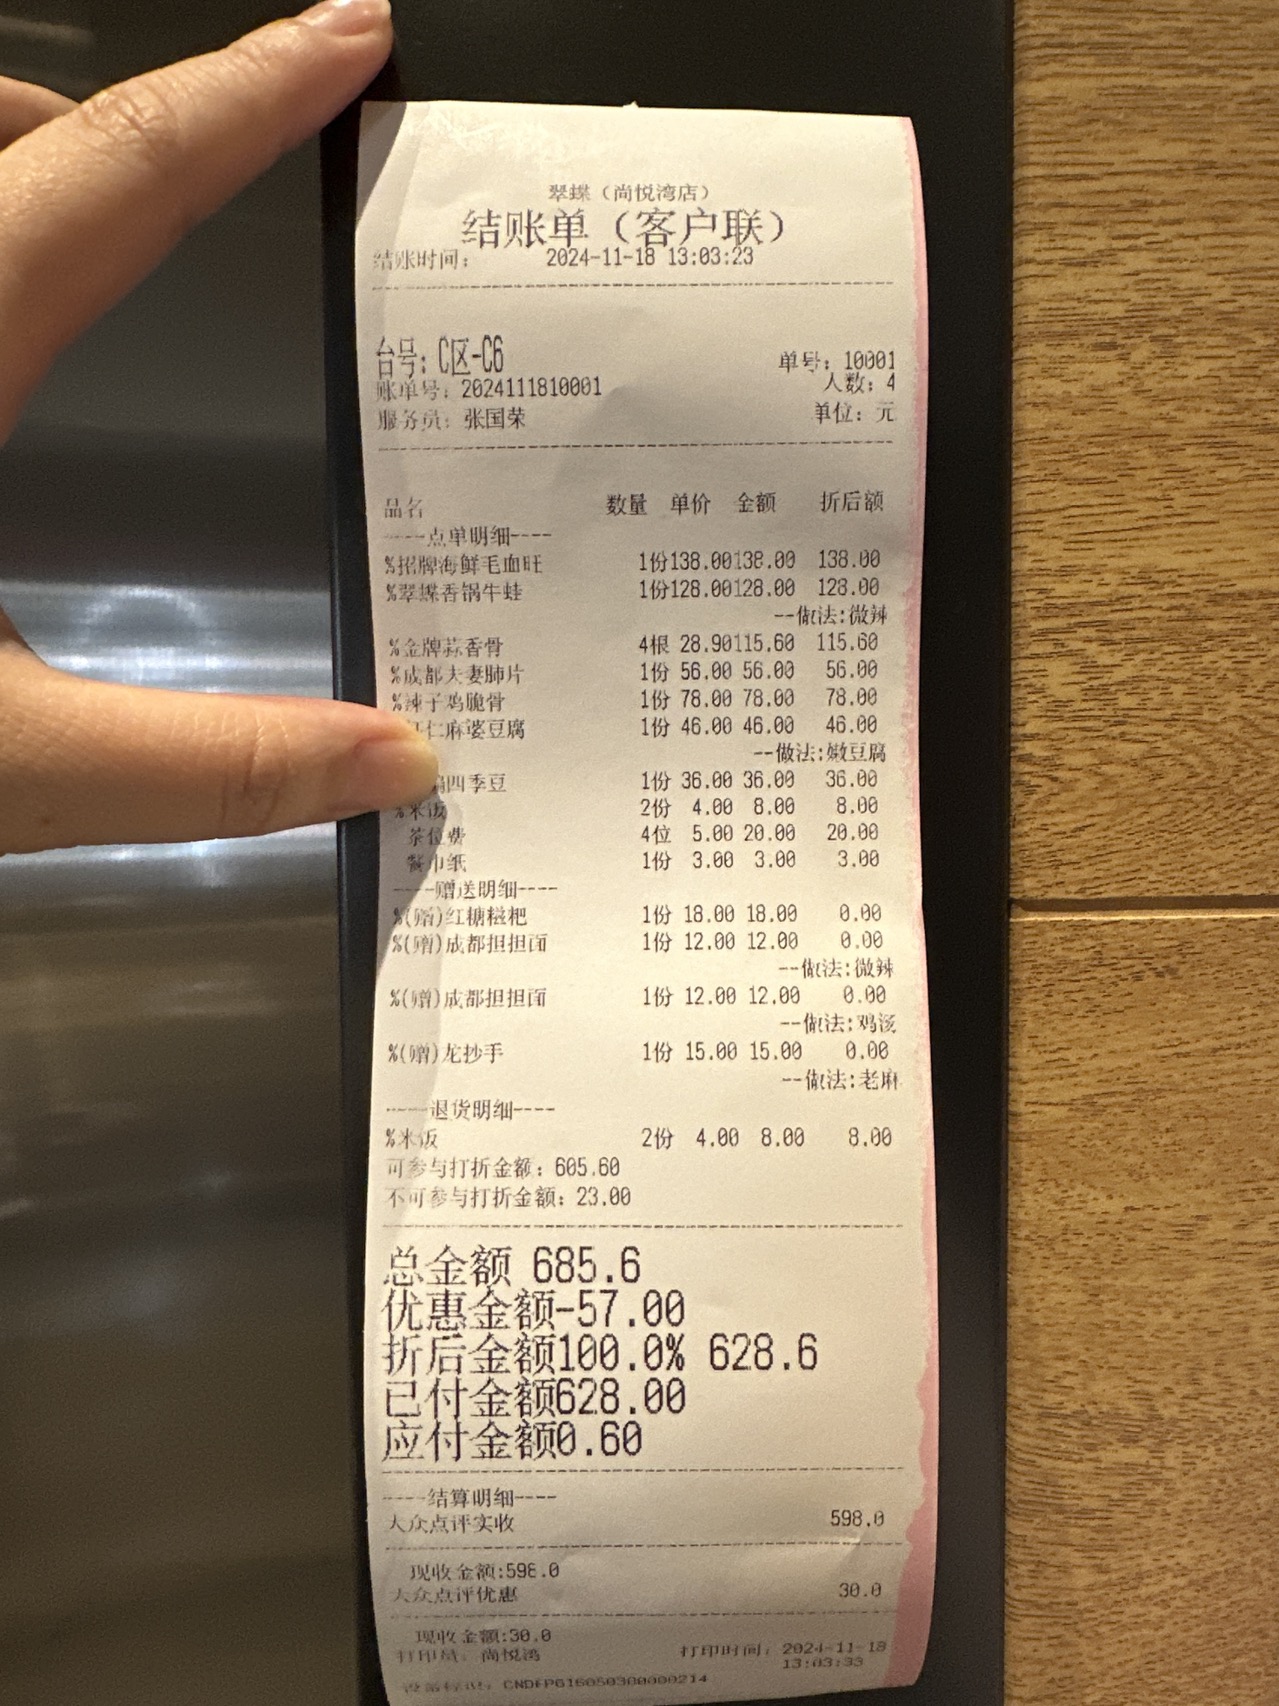 翠蝶（尚悦湾店）
结账单（客户联）
结账时间： 2024-11-18 13:03:23
台号：C区-C6 单号：10001
人数：4
账单号：2024111810001
服务员：张国荣 单位：元
品名 数量 单价 金额 折后额
----点单明细----
%招牌海鲜毛血旺 1份138.00138.00 138.00
%翠蝶香锅牛蛙 1份128.00128.00 128.00
--做法:微辣
%金牌蒜香骨 4根 28.90115.60 115.60
%成都夫妻肺片 1份 56.00 56.00 56.00
%辣子鸡脆骨 1份 78.00 78.00 78.00
仁麻婆豆腐 1份 46.00 46.00 46.00
--做法:嫩豆腐
四季豆 1份 36.00 36.00 36.00
%米饭 2份 4.00 8.00 8.00
茶位费 4位 5.00 20.00 20.00
餐巾纸 1份 3.00 3.00 3.00
----赠送明细----
%(赠)红糖糍粑 1份 18.00 18.00 0.00
%(赠)成都担担面 1份 12.00 12.00 0.00
--做法:微辣
%(赠)成都担担面 1份 12.00 12.00 0.00
--做法:鸡汤
%(赠)龙抄手 1份 15.00 15.00 0.00
--做法:老麻
----退货明细----
%米饭 2份 4.00 8.00 8.00
可参与打折金额：605.60
不可参与打折金额：23.00
总金额 685.6
优惠金额-57.00
折后金额100.0% 628.6
已付金额628.00
应付金额0.60
----结算明细----
大众点评实收 598.0
现收金额:598.0
大众点评优惠 30.0
现收金额:30.0
打印员：尚悦湾 打印时间：2024-11-18
13:03:33
设备标识：CNDFPG16050300000214